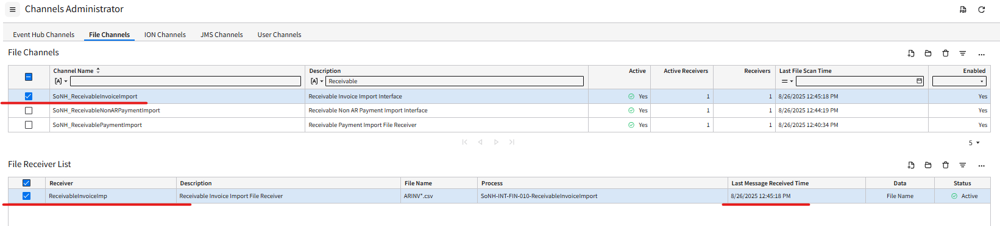 Channels Administrator
PDF
Event Hub Channels File Channels ION Channels JMS Channels User Channels
File Channels
Channel Name Description Active Active Receivers Receivers Last File Scan Time Enabled
[A] [A] Receivable =
SoNH_ReceivableInvoiceImport Receivable Invoice Import Interface Yes 1 1 8/26/2025 12:45:18 PM Yes
SoNH_ReceivableNonARPaymentImport Receivable Non AR Payment Import Interface Yes 1 1 8/26/2025 12:44:19 PM Yes
SoNH_ReceivablePaymentImport Receivable Payment Import File Receiver Yes 1 1 8/26/2025 12:40:34 PM Yes
5
File Receiver List
Receiver Description File Name Process Last Message Received Time Data Status
ReceivableInvoiceImp Receivable Invoice Import File Receiver ARINV*.csv SoNH-INT-FIN-010-ReceivableInvoiceImport 8/26/2025 12:45:18 PM File Name Active